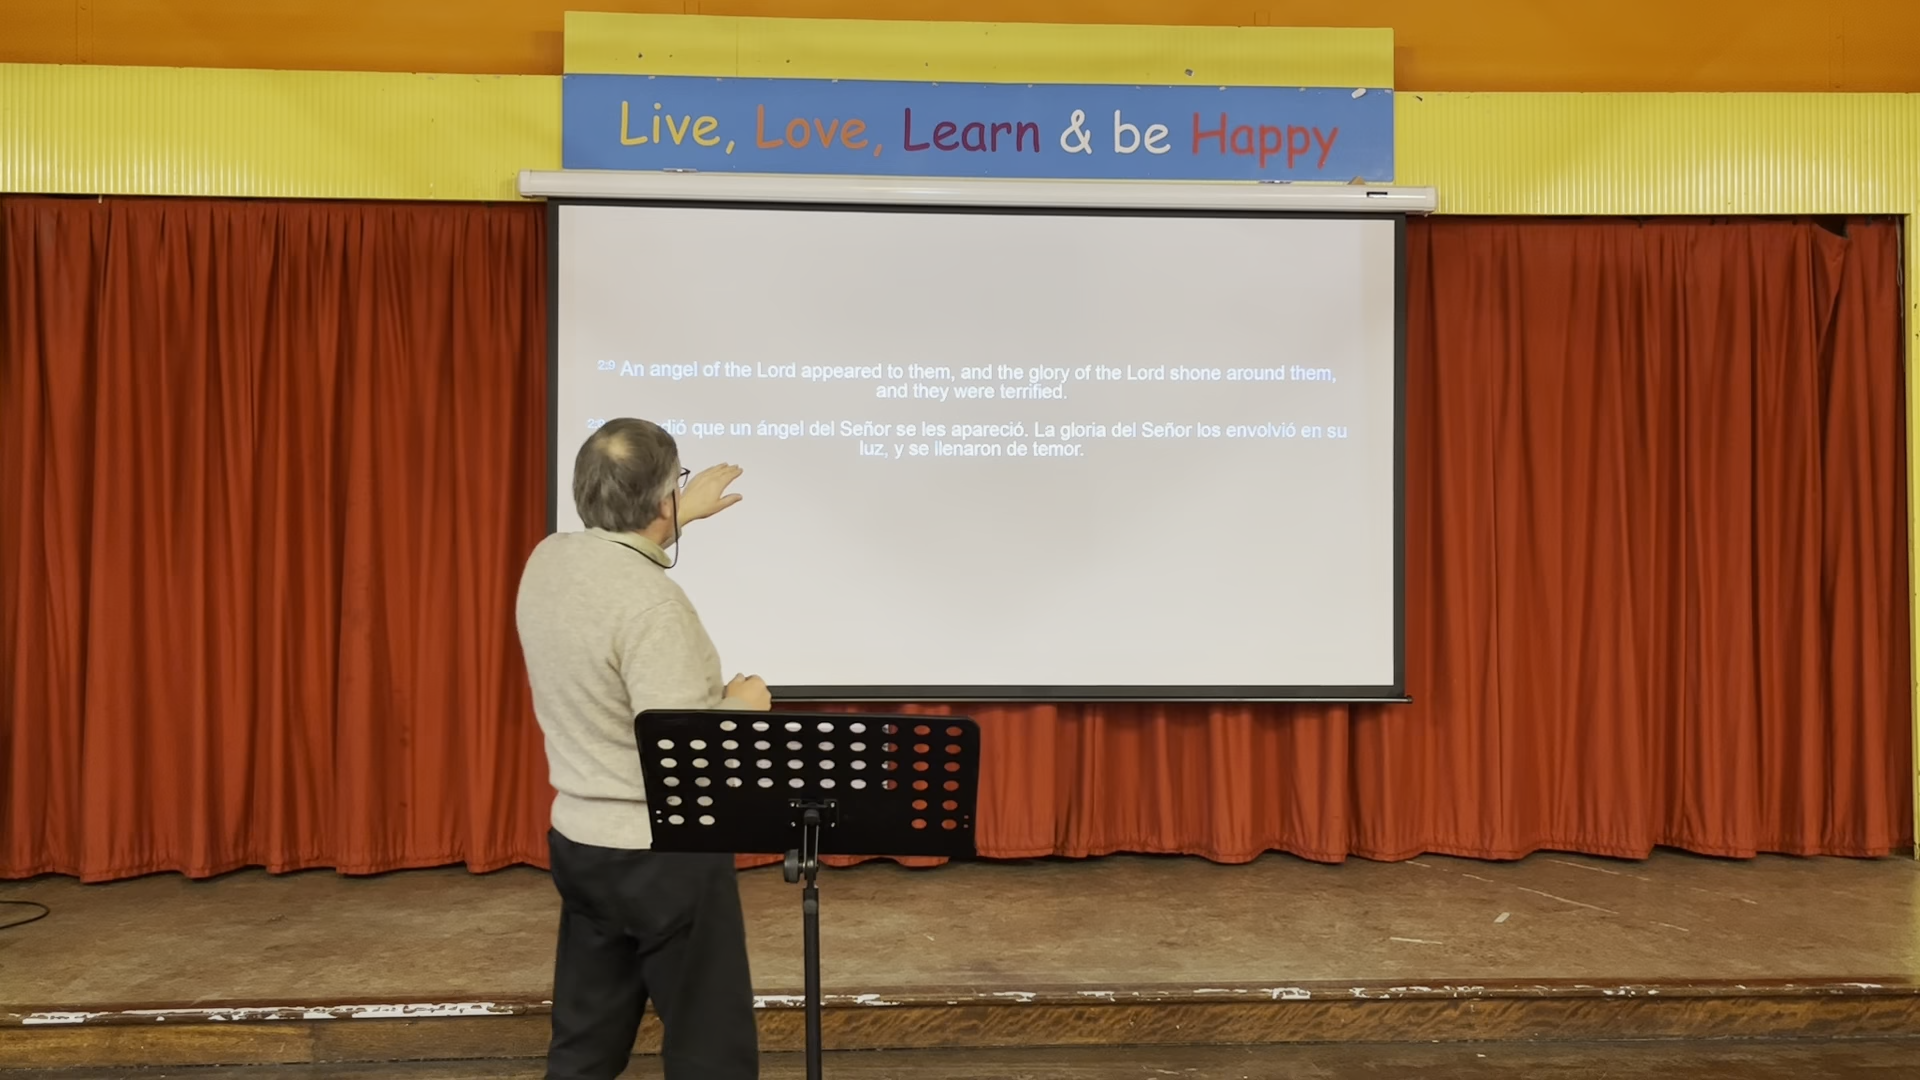 Live, Love, Learn & be Happy
2:9 An angel of the Lord appeared to them, and the glory of the Lord shone around them,
and they were terrified.
que un ángel del Señor se les apareció. La gloria del Señor los envolvió en su
luz, y se llenaron de temor.